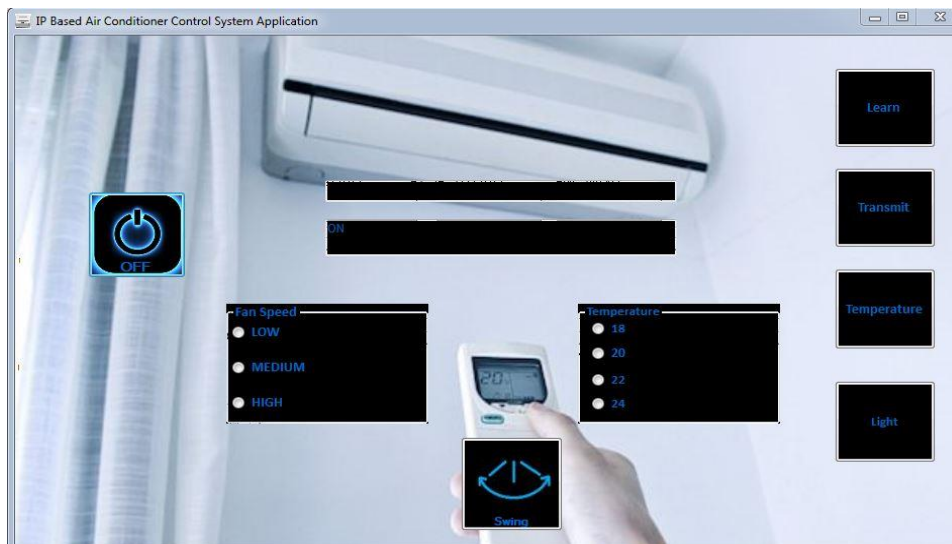 IP Based Air Conditioner Control System Application
Learn
Transmit
OFF
ON
Fan Speed
LOW
MEDIUM
HIGH
Temperature
18
20
22
24
Temperature
20
Light
Swing